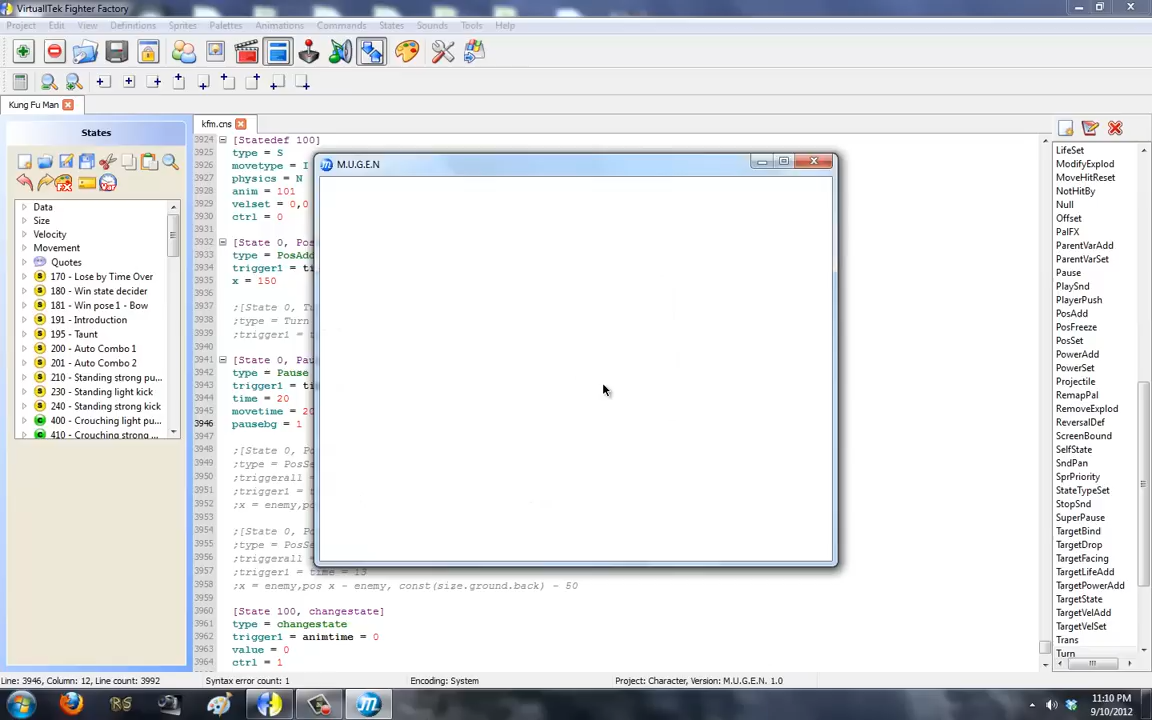 VirtuallTek Fighter Factory
Project Edit View Definitions Sprites Palettes Animations Commands States Sounds Tools Help
Kung Fu Man
States
Data
Size
Velocity
Movement
Quotes
170 - Lose by Time Over
180 - Win state decider
181 - Win pose 1 - Bow
191 - Introduction
195 - Taunt
200 - Auto Combo 1
201 - Auto Combo 2
210 - Standing strong pu...
230 - Standing light kick
240 - Standing strong kick
400 - Crouching light pu...
410 - Crouching strong ...
kfm.cns
3924 [Statedef 100]
3925 type = S
3926 movetype = I
3927 physics = N
3928 anim = 101
3929 velset = 0,0
3930 ctrl = 0
3931
3932 [State 0, Pos
3933 type = PosAdd
3934 trigger1 = ti
3935 x = 150
3936
3937 ;[State 0, Tu
3938 ;type = Turn
3939 ;trigger1 = t
3940
3941 [State 0, Pau
3942 type = Pause
3943 trigger1 = ti
3944 time = 20
3945 movetime = 20
3946 pausebg = 1
3947
3948 ;[State 0, Po
3949 ;type = PosSe
3950 ;triggerall =
3951 ;trigger1 = t
3952 ;x = enemy,po
3953
3954 ;[State 0, Po
3955 ;type = PosSe
3956 ;triggerall =
3957 ;trigger1 = time = 13
3958 ;x = enemy,pos x - enemy, const(size.ground.back) - 50
3959
3960 [State 100, changestate]
3961 type = changestate
3962 trigger1 = animtime = 0
3963 value = 0
3964 ctrl = 1
M.U.G.E.N
LifeSet
ModifyExplod
MoveHitReset
NotHitBy
Null
Offset
PalFX
ParentVarAdd
ParentVarSet
Pause
PlaySnd
PlayerPush
PosAdd
PosFreeze
PosSet
PowerAdd
PowerSet
Projectile
RemapPal
RemoveExplod
ReversalDef
ScreenBound
SelfState
SndPan
SprPriority
StateTypeSet
StopSnd
SuperPause
TargetBind
TargetDrop
TargetFacing
TargetLifeAdd
TargetPowerAdd
TargetState
TargetVelAdd
TargetVelSet
Trans
Turn
Line: 3946, Column: 12, Line count: 3992 Syntax error count: 1 Encoding: System Project: Character, Version: M.U.G.E.N. 1.0
11:10 PM
9/10/2012